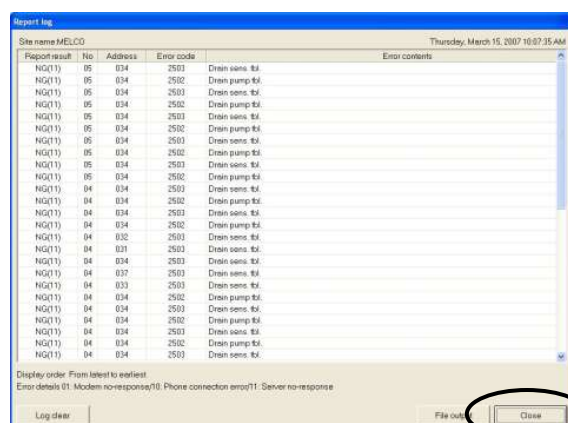 Report log
Site name:MELCO Thursday, March 15, 2007 10:07:35 AM
Report result No Address Error code Error contents
NG(11) 05 034 2503 Drain sens. tbl.
NG(11) 05 034 2502 Drain pump tbl.
NG(11) 05 034 2503 Drain sens. tbl.
NG(11) 05 034 2502 Drain pump tbl.
NG(11) 05 034 2503 Drain sens. tbl.
NG(11) 05 034 2502 Drain pump tbl.
NG(11) 05 034 2503 Drain sens. tbl.
NG(11) 05 034 2502 Drain pump tbl.
NG(11) 05 034 2503 Drain sens. tbl.
NG(11) 05 034 2502 Drain pump tbl.
NG(11) 04 034 2503 Drain sens. tbl.
NG(11) 04 034 2502 Drain pump tbl.
NG(11) 04 034 2503 Drain sens. tbl.
NG(11) 04 034 2502 Drain pump tbl.
NG(11) 04 032 2503 Drain sens. tbl.
NG(11) 04 031 2503 Drain sens. tbl.
NG(11) 04 034 2503 Drain sens. tbl.
NG(11) 04 037 2503 Drain sens. tbl.
NG(11) 04 033 2503 Drain sens. tbl.
NG(11) 04 034 2502 Drain pump tbl.
NG(11) 04 034 2503 Drain sens. tbl.
NG(11) 04 034 2502 Drain pump tbl.
NG(11) 04 034 2503 Drain sens. tbl.
NG(11) 04 034 2502 Drain pump tbl.
NG(11) 04 034 2503 Drain sens. tbl.
Display order: From latest to earliest.
Error details 01: Modem no-response/10: Phone connection error/11: Server no-response
Log clear File output Close